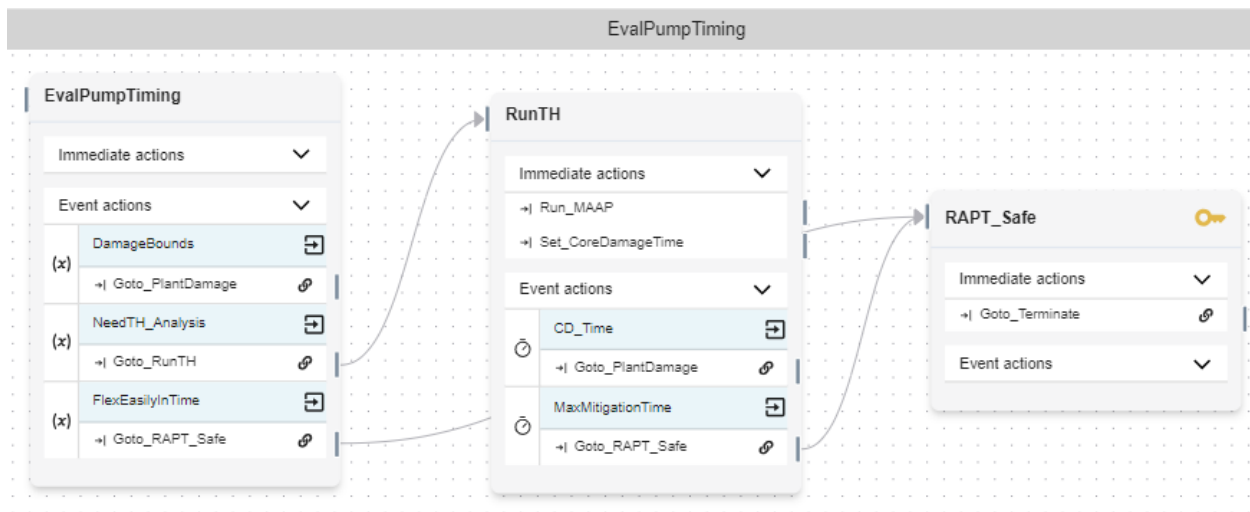 EvalPumpTiming
EvalPumpTiming
Immediate actions
Event actions
(x)
DamageBounds
Goto_PlantDamage
(x)
NeedTH_Analysis
Goto_RunTH
(x)
FlexEasilyInTime
Goto_RAPT_Safe
RunTH
Immediate actions
Run_MAAP
Set_CoreDamageTime
Event actions
CD_Time
Goto_PlantDamage
MaxMitigationTime
Goto_RAPT_Safe
RAPT_Safe
Immediate actions
Goto_Terminate
Event actions